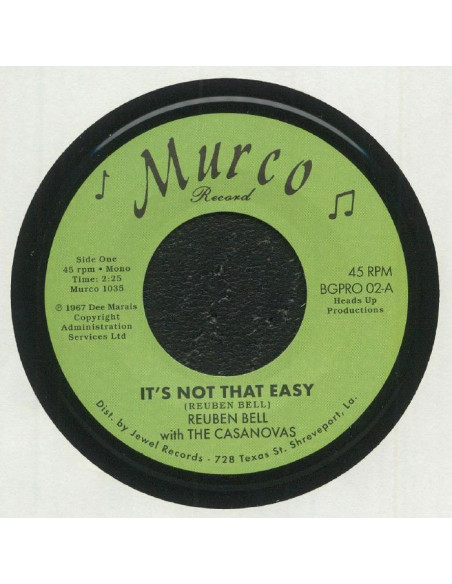 Murco
Record
Side One
45 rpm • Mono
Time: 2:25
Murco 1035
℗ 1967 Dee Marais
Copyright
Administration
Services Ltd
45 RPM
BGPRO 02-A
Heads Up
Productions
IT'S NOT THAT EASY
(REUBEN BELL)
REUBEN BELL
with THE CASANOVAS
Dist. by Jewel Records - 728 Texas St. Shreveport, La.